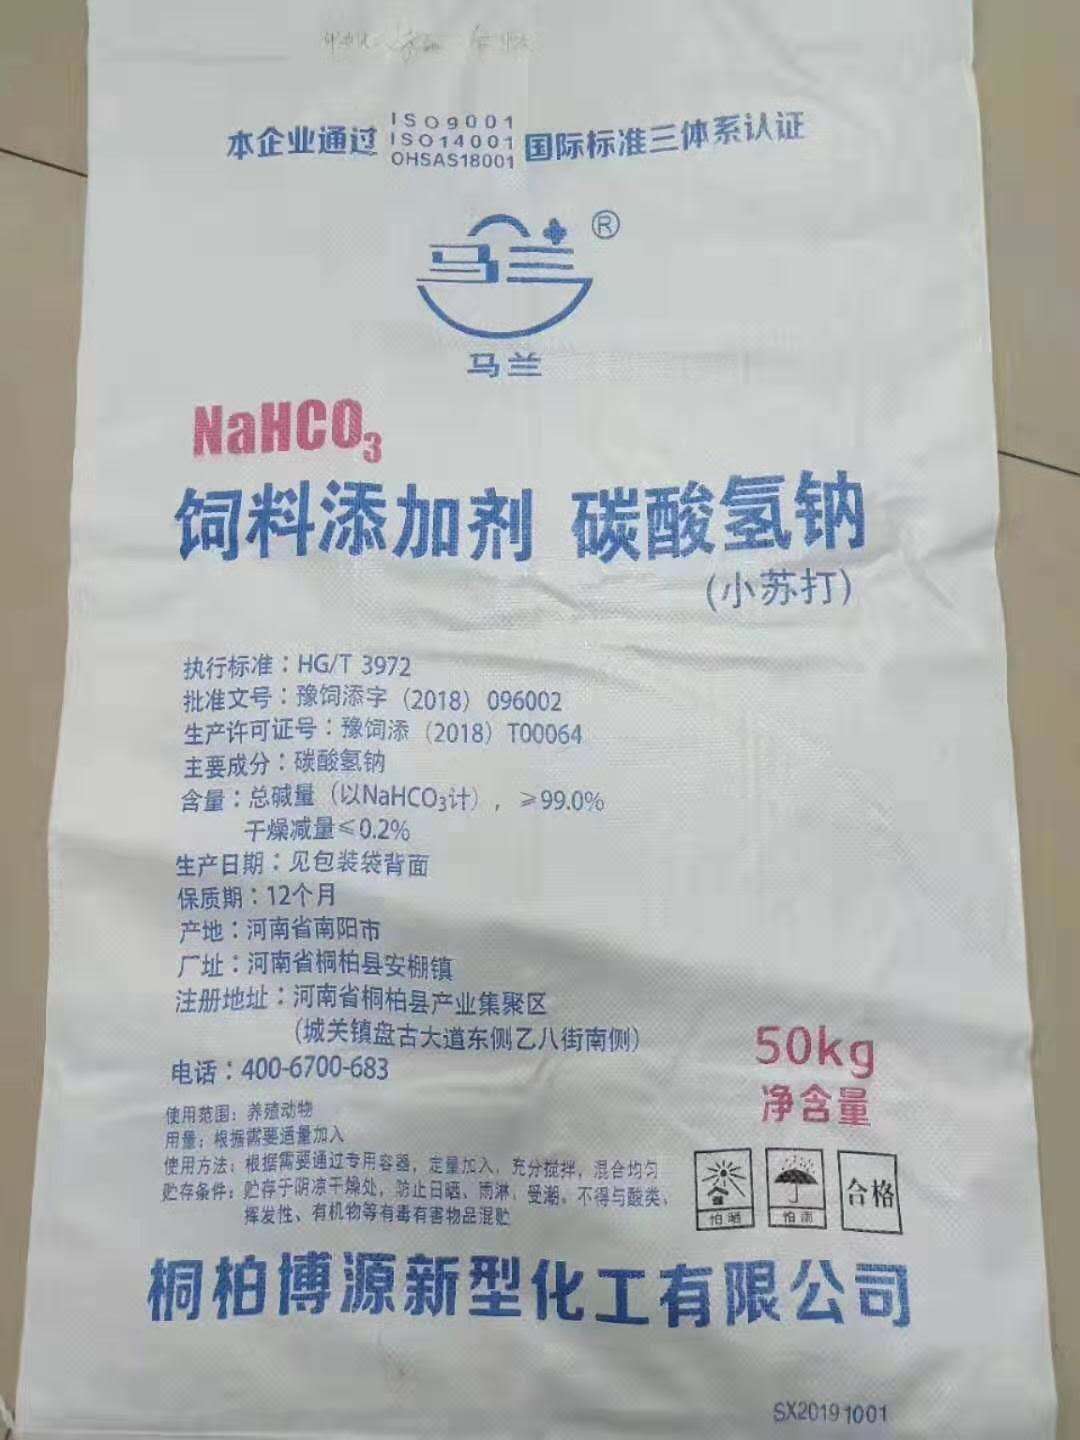 本企业通过 ISO9001 国际标准三体系认证
ISO14001
OHSAS18001
马兰®
马兰
NaHCO₃
饲料添加剂 碳酸氢钠
(小苏打)
执行标准：HG/T 3972
批准文号：豫饲添字（2018）096002
生产许可证号：豫饲添（2018）T00064
主要成分：碳酸氢钠
含量：总碱量（以NaHCO₃计），≥99.0%
干燥减量≤0.2%
生产日期：见包装袋背面
保质期：12个月
产地：河南省南阳市
厂址：河南省桐柏县安棚镇
注册地址：河南省桐柏县产业集聚区
(城关镇盘古大道东侧乙八街南侧)
电话：400-6700-683
50kg
净含量
使用范围：养殖动物
用量：根据需要适量加入
使用方法：根据需要通过专用容器，定量加入，充分搅拌，混合均匀
贮存条件：贮存于阴凉干燥处，防止日晒、雨淋，受潮。不得与酸类、
挥发性、有机物等有毒有害物品混贮
怕晒 怕雨 合格
桐柏博源新型化工有限公司
SX20191001